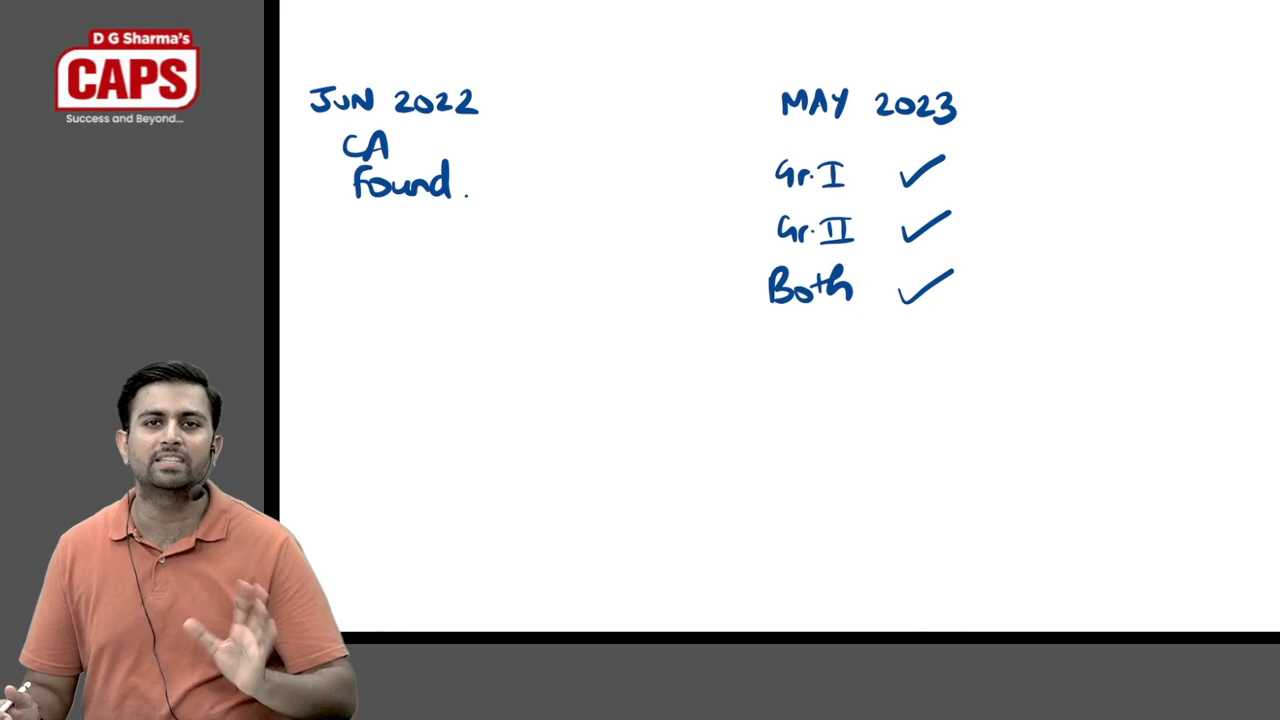 D G Sharma's
CAPS
Success and Beyond...
JUN 2022
CA
Found.
MAY 2023
Gr. I ✓
Gr. II ✓
Both ✓